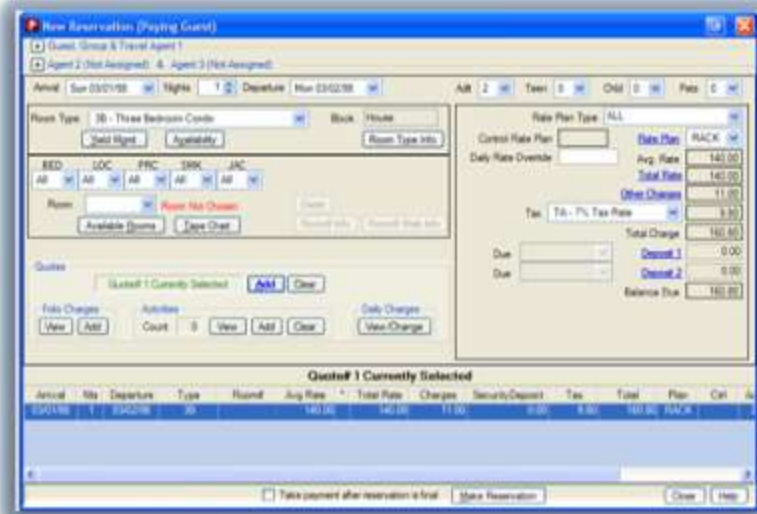 New Reservation (Paying Guest)
Guest, Group & Travel Agent 1
Agent 2 (Not Assigned) & Agent 3 (Not Assigned)
Arrival Sun 03/01/98 Nights 1 Departure Mon 03/02/98 Adlt 2 Teen 0 Child 0 Pets 0
Room Type 3B - Three Bedroom Condo Block House Rate Plan Type ALL
Yield Mgmt Availability Room Type Info Control Rate Plan Rate Plan RACK
Daily Rate Override Avg. Rate 140.00
BED LOC PRC SMK JAC Total Rate 140.00
All All All All All Other Charges 11.00
Room Room Not Chosen Tax TA - 7% Tax Rate 9.80
Available Rooms Tape Chart Total Charge 160.80
Due Deposit 1 0.00
Quotes Due Deposit 2 0.00
Quote# 1 Currently Selected Add Clear Balance Due 160.80
Folio Charges Activities Daily Charges
View Add Count 0 View Add Clear View/Change
Quote# 1 Currently Selected
Arrival Nts Departure Type Room# Avg Rate * Total Rate Charges SecurityDeposit Tax Total Plan Ctrl
03/01/98 1 03/02/98 3B 140.00 140.00 11.00 0.00 9.80 160.80 RACK
Take payment after reservation is final Make Reservation Close Help